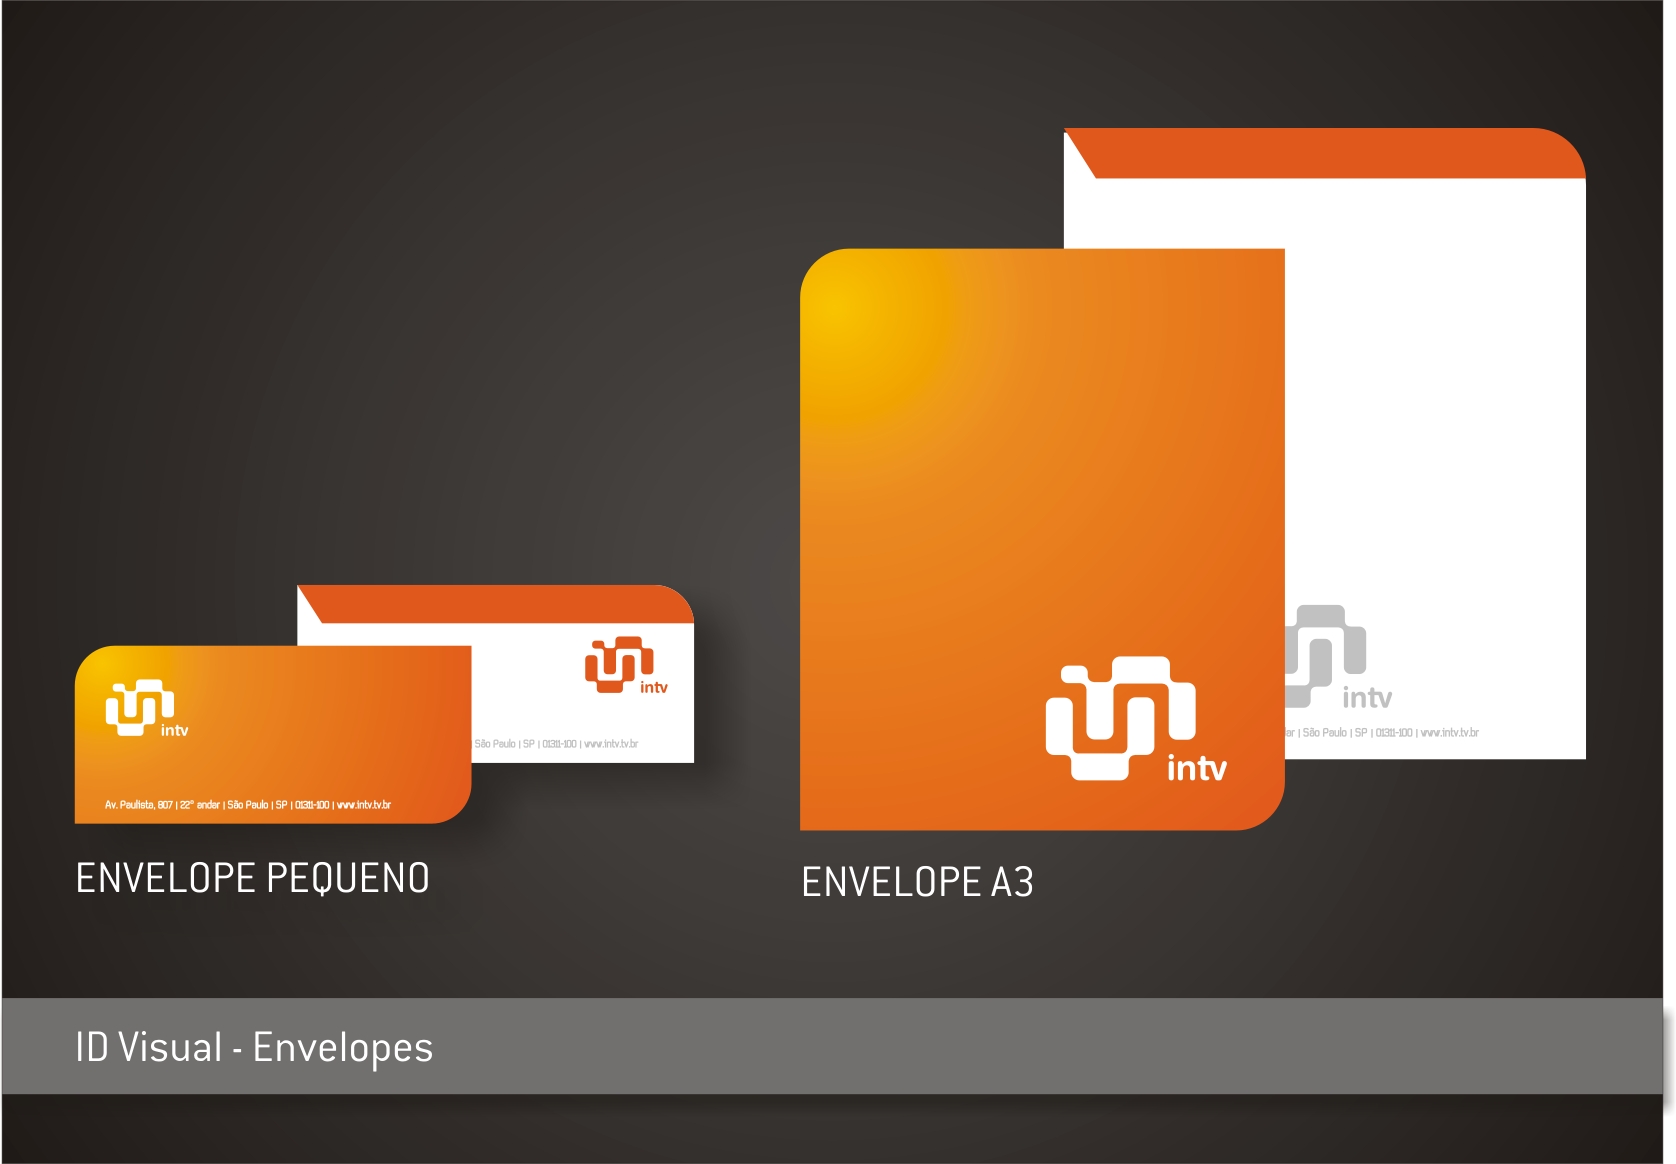 intv
intv
São Paulo | SP | 01311-100 | www.intv.tv.br
Av. Paulista, 807 | 22º andar | São Paulo | SP | 01311-100 | www.intv.tv.br
ENVELOPE PEQUENO
intv
intv
ar | São Paulo | SP | 01311-100 | www.intv.tv.br
ENVELOPE A3
ID Visual - Envelopes